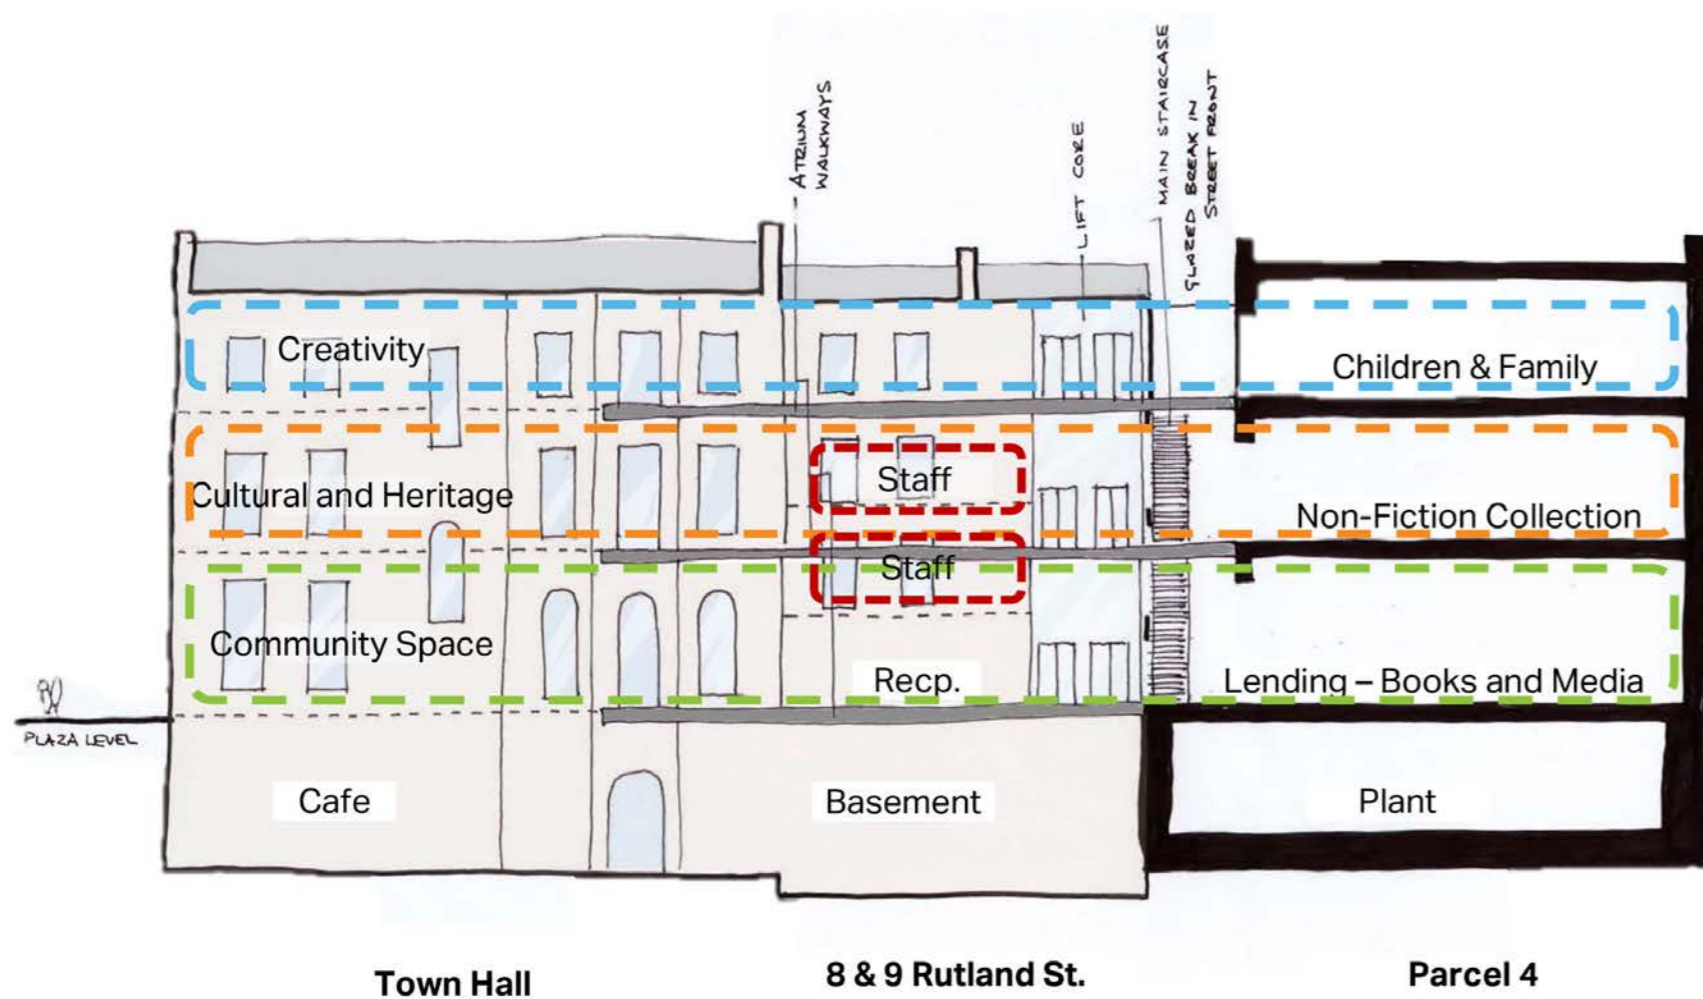 ATRIUM
WALKWAYS
LIFT CORE
MAIN STAIRCASE
GLAZED BREAK IN
STREET FRONT
Creativity
Children & Family
Cultural and Heritage
Staff
Non-Fiction Collection
Staff
Community Space
Recp.
Lending – Books and Media
PLAZA LEVEL
Cafe
Basement
Plant
Town Hall
8 & 9 Rutland St.
Parcel 4